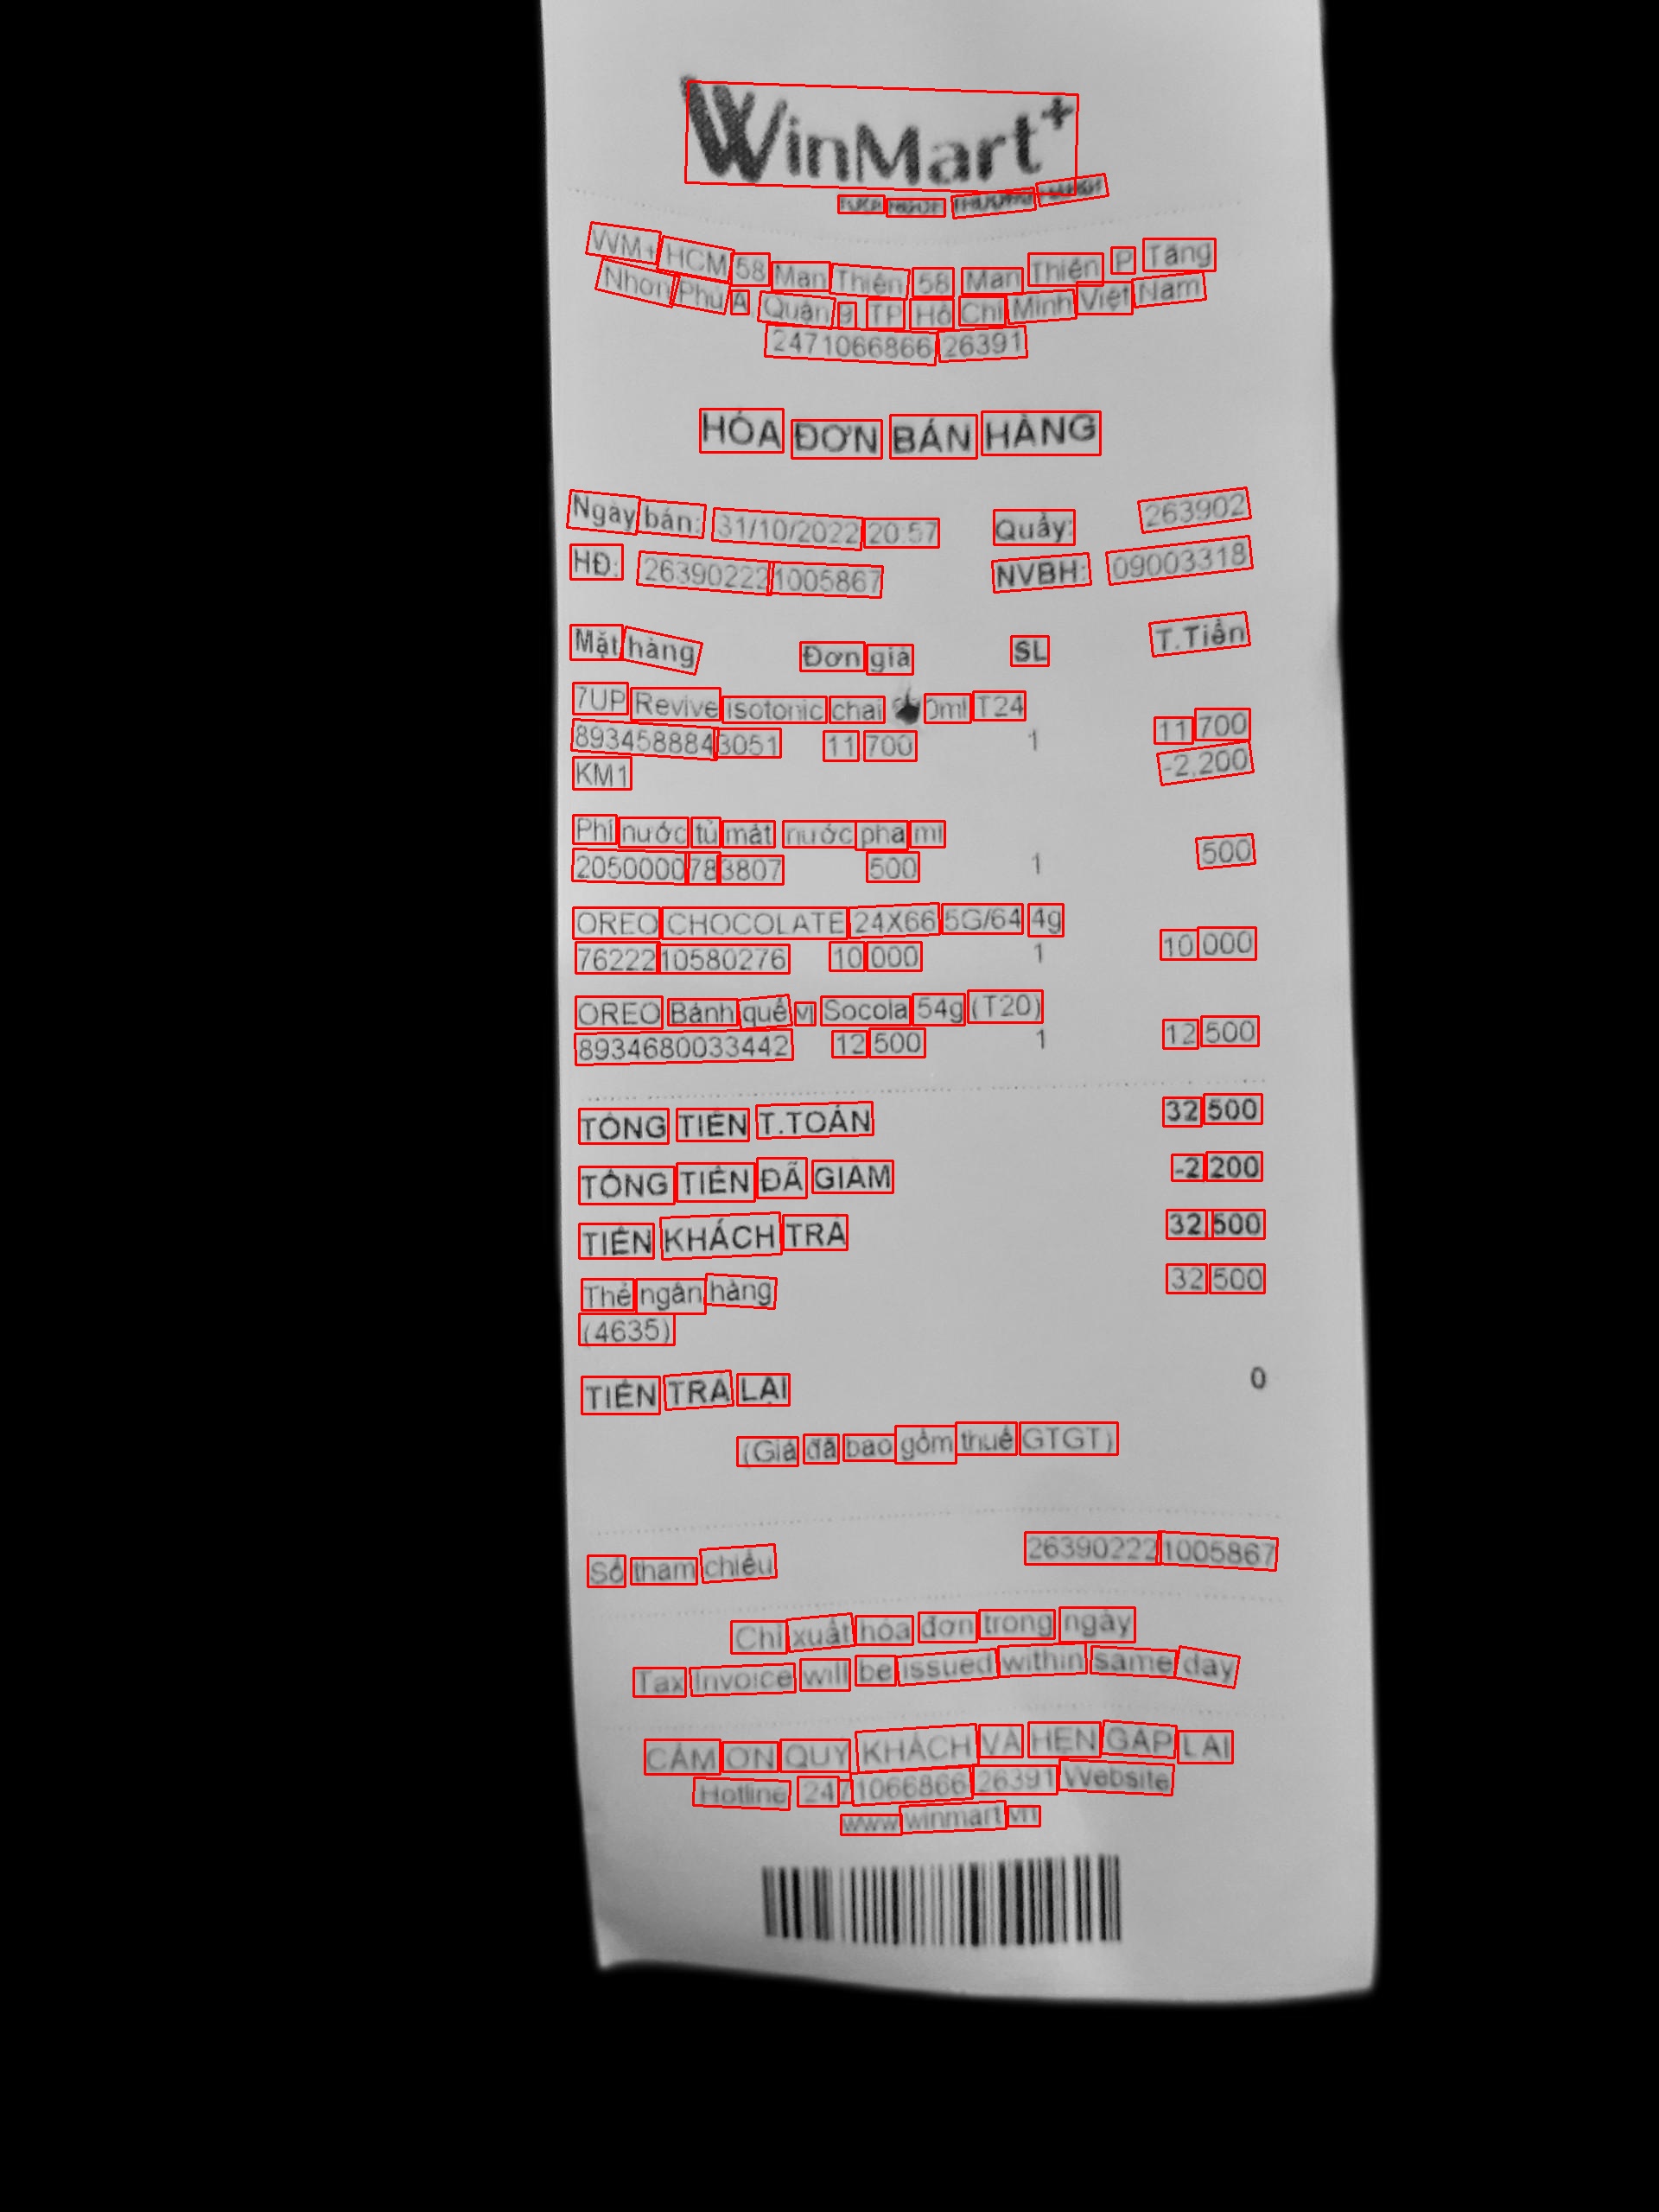 WinMart+
WM+ HCM 58 Man Thiện 58 Man Thiện P Tăng
Nhơn Phú A Quận 9 TP Hồ Chí Minh Việt Nam
2471066866 26391
HÓA ĐƠN BÁN HÀNG
Ngày bán: 31/10/2022 20:57 Quầy: 263902
HĐ: 263902221005867 NVBH: 09003318
Mặt hàng Đơn giá SL T.Tiền
7UP Revive isotonic chai 0ml T24
8934588843051 11 700 1 11 700
KM1 -2,200
Phí nước tủ mát nước pha mì
2050000783807 500 1 500
OREO CHOCOLATE 24X66 5G/64 4g
7622210580276 10 000 1 10 000
OREO Bánh quế vị Socola 54g (T20)
8934680033442 12 500 1 12 500
TỔNG TIỀN T.TOÁN 32 500
TỔNG TIỀN ĐÃ GIẢM -2 200
TIỀN KHÁCH TRẢ 32 500
Thẻ ngân hàng 32 500
(4635)
TIỀN TRẢ LẠI 0
(Giá đã bao gồm thuế GTGT)
Số tham chiếu 263902221005867
Chỉ xuất hóa đơn trong ngày
Tax Invoice will be issued within same day
CẢM ƠN QUÝ KHÁCH VÀ HẸN GẶP LẠI
Hotline 2471066866 26391 Website
www winmart vn